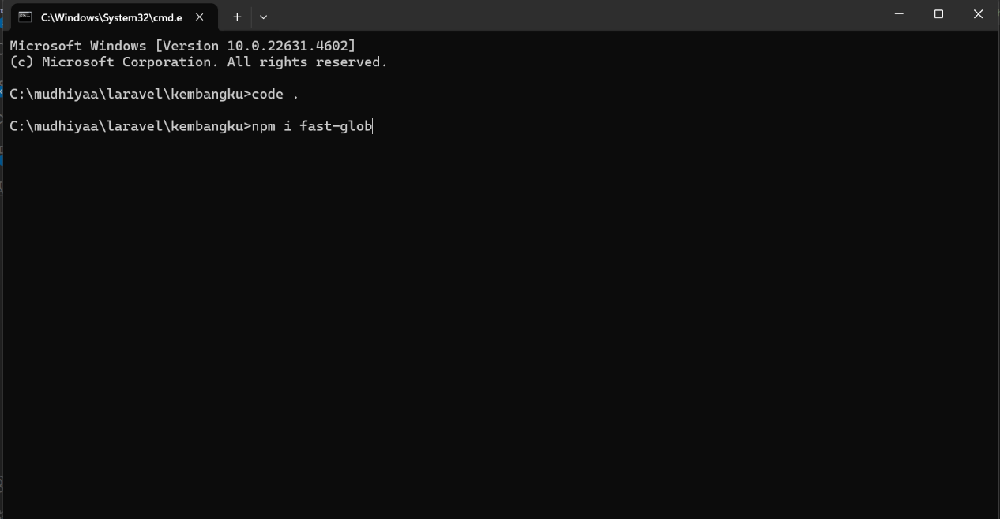 C:\Windows\System32\cmd.e
Microsoft Windows [Version 10.0.22631.4602]
(c) Microsoft Corporation. All rights reserved.
C:\mudhiyaa\laravel\kembangku>code .
C:\mudhiyaa\laravel\kembangku>npm i fast-glob